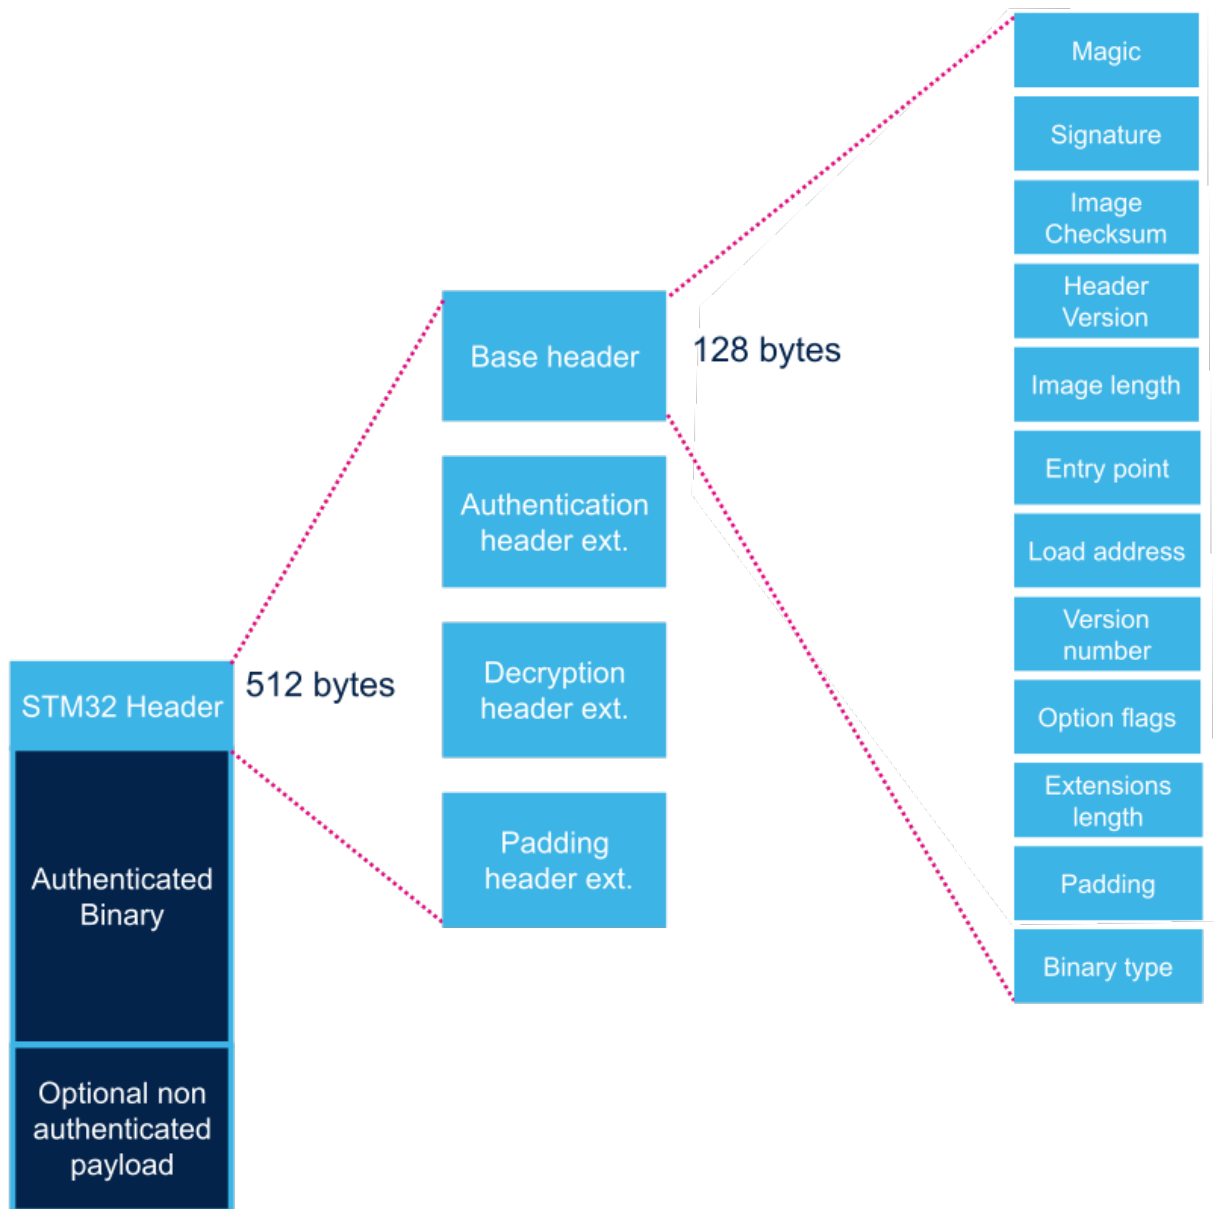 STM32 Header
512 bytes
Authenticated
Binary
Optional non
authenticated
payload
Base header
128 bytes
Authentication
header ext.
Decryption
header ext.
Padding
header ext.
Magic
Signature
Image
Checksum
Header
Version
Image length
Entry point
Load address
Version
number
Option flags
Extensions
length
Padding
Binary type